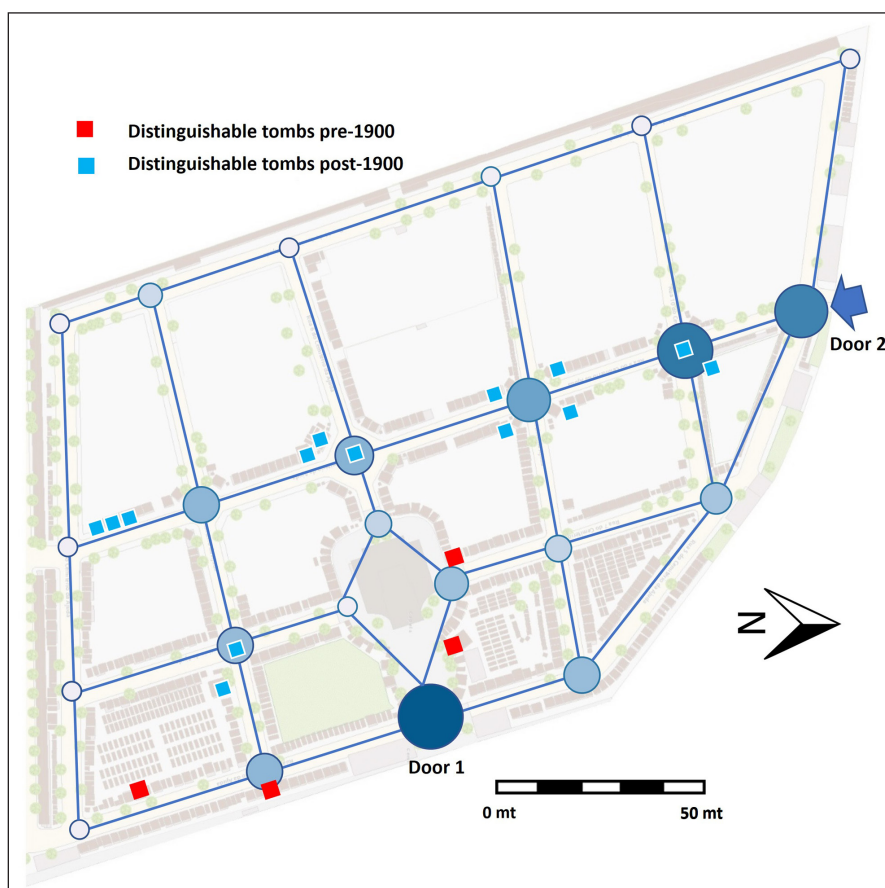 Distinguishable tombs pre-1900
Distinguishable tombs post-1900
Door 2
N
Door 1
0 mt
50 mt